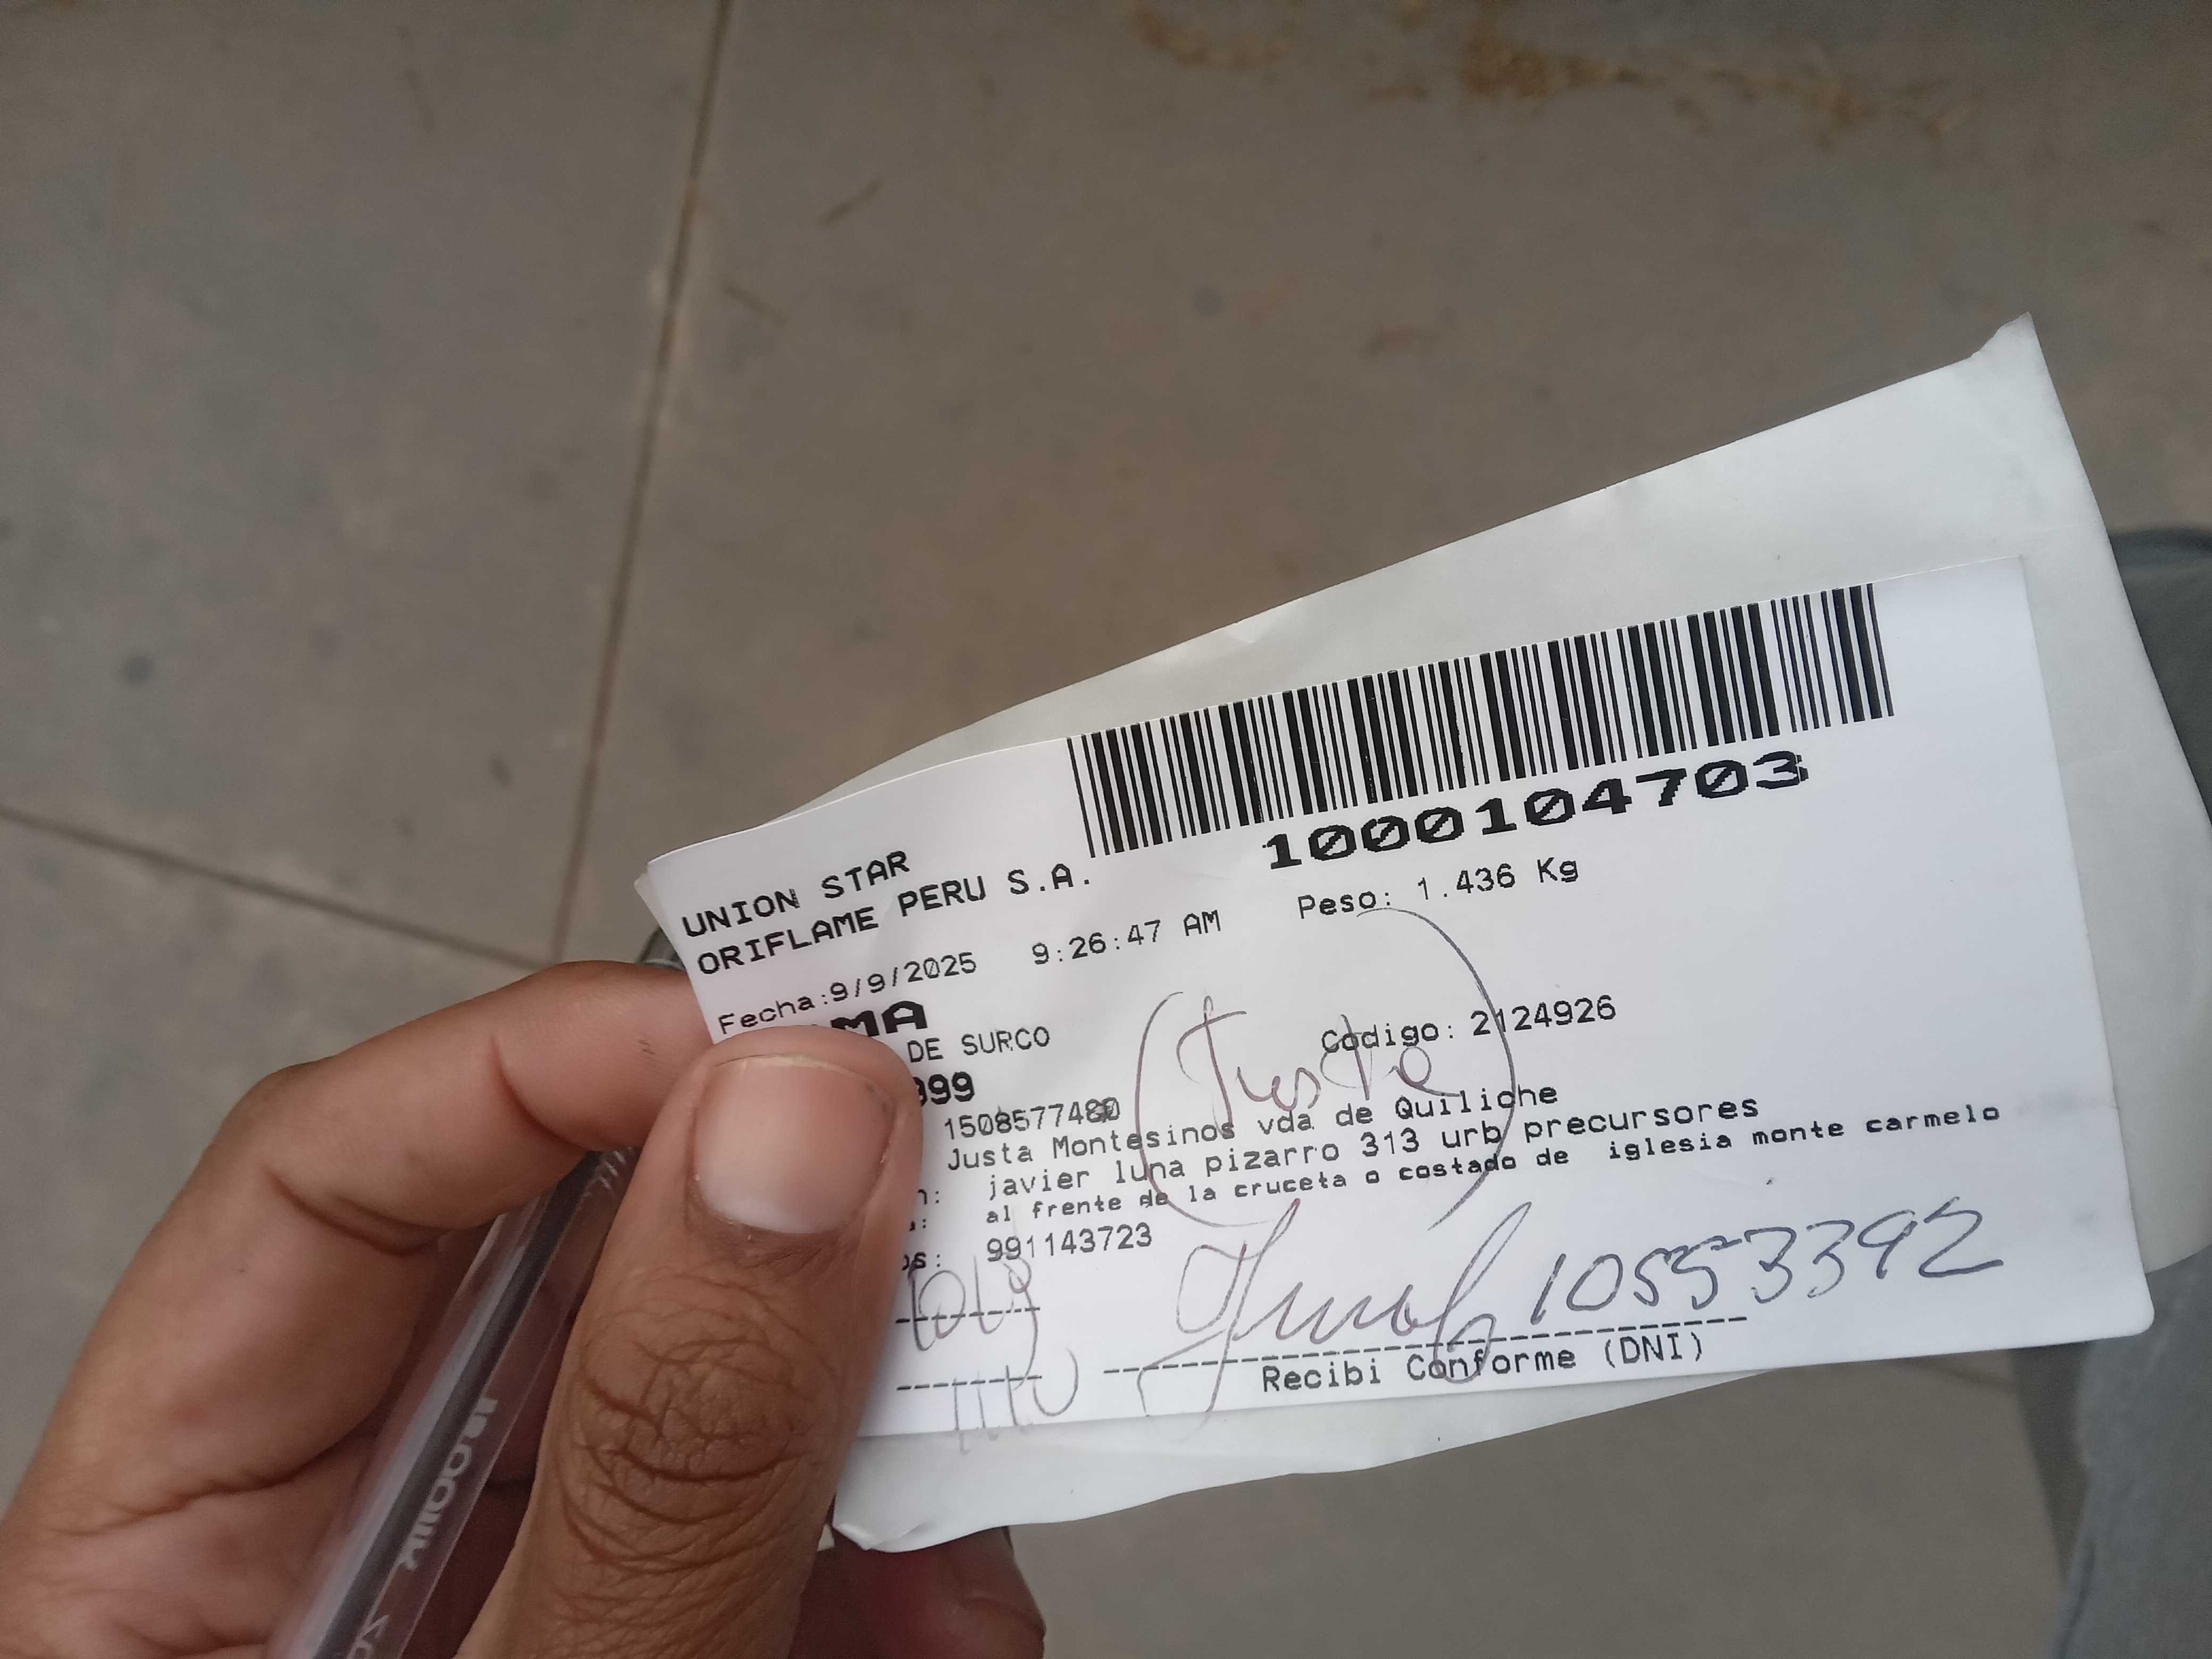 1000104703
UNION STAR
ORIFLAME PERU S.A.
Peso: 1.436 Kg
Fecha:9/9/2025 9:26:47 AM
MA
DE SURCO
Codigo: 2124926
999
(Justa)
Justa Montesinos vda de Quiliche
javier luna pizarro 313 urb precursores
al frente de la cruceta o costado de iglesia monte carmelo
991143723
10553392
Recibi Conforme (DNI)